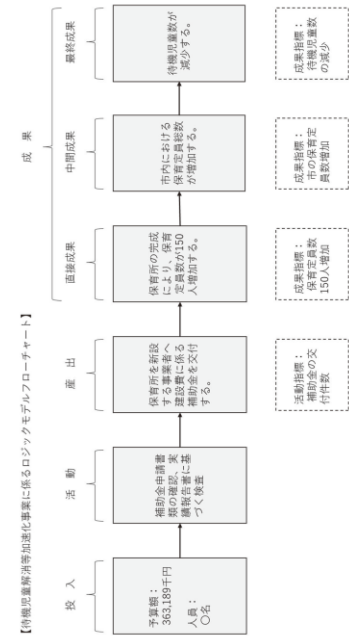 【待機児童解消等加速化事業に係るロジックモデルフローチャート】
投　入
活　動
産　出
成　果
直接成果
中間成果
最終成果
予算額：
363,189千円
人員：
〇名
補助金申請書
類の確認、実
績報告書に基
づく検査
保育所を新設
する事業者へ
建設費に係る
補助金を交付
する。
保育所の完成
により、保育
定員数が150
人増加する。
市内における
保育定員総数
が増加する。
待機児童数が
減少する。
活動指標：
補助金の交
付件数
成果指標：
保育定員数
150人増加
成果指標：
市の保育定
員数増加
成果指標：
待機児童数
の減少